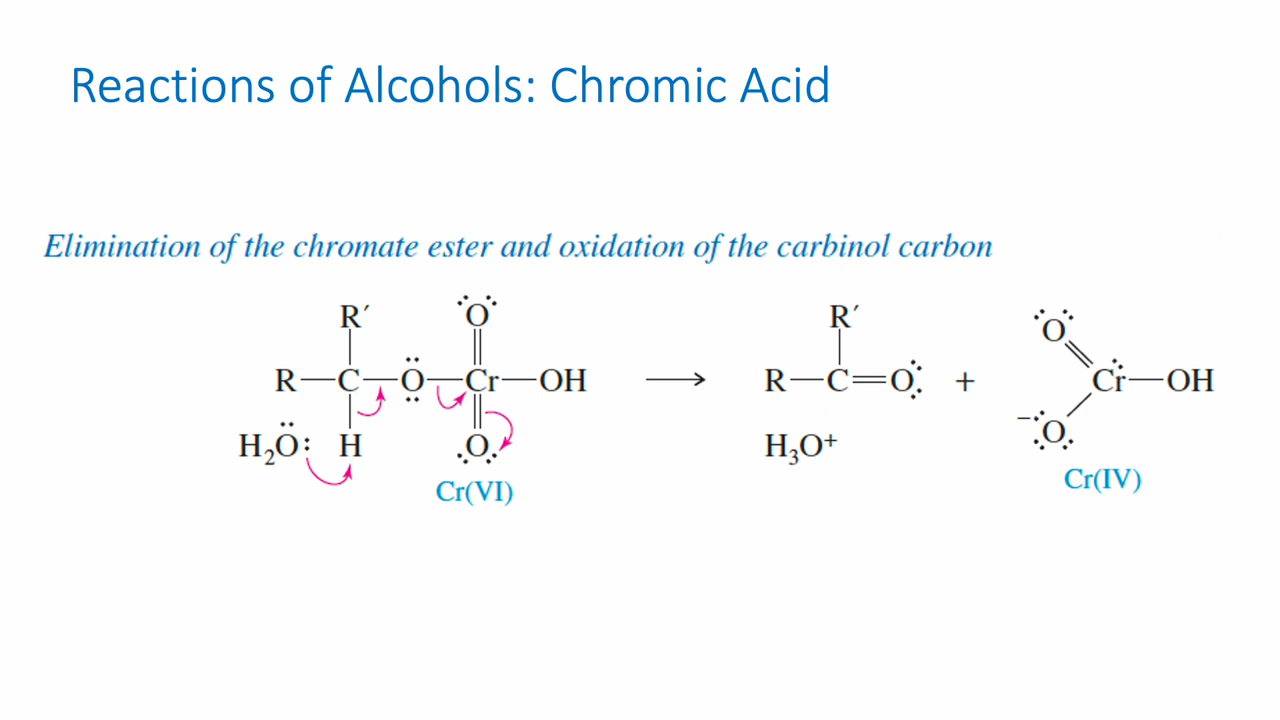 Reactions of Alcohols: Chromic Acid
Elimination of the chromate ester and oxidation of the carbinol carbon
R′ O R′ O
R—C—O—Cr—OH ⟶ R—C=O + Cr—OH
H₂O: H O H₃O⁺ ⁻O
Cr(VI) Cr(IV)